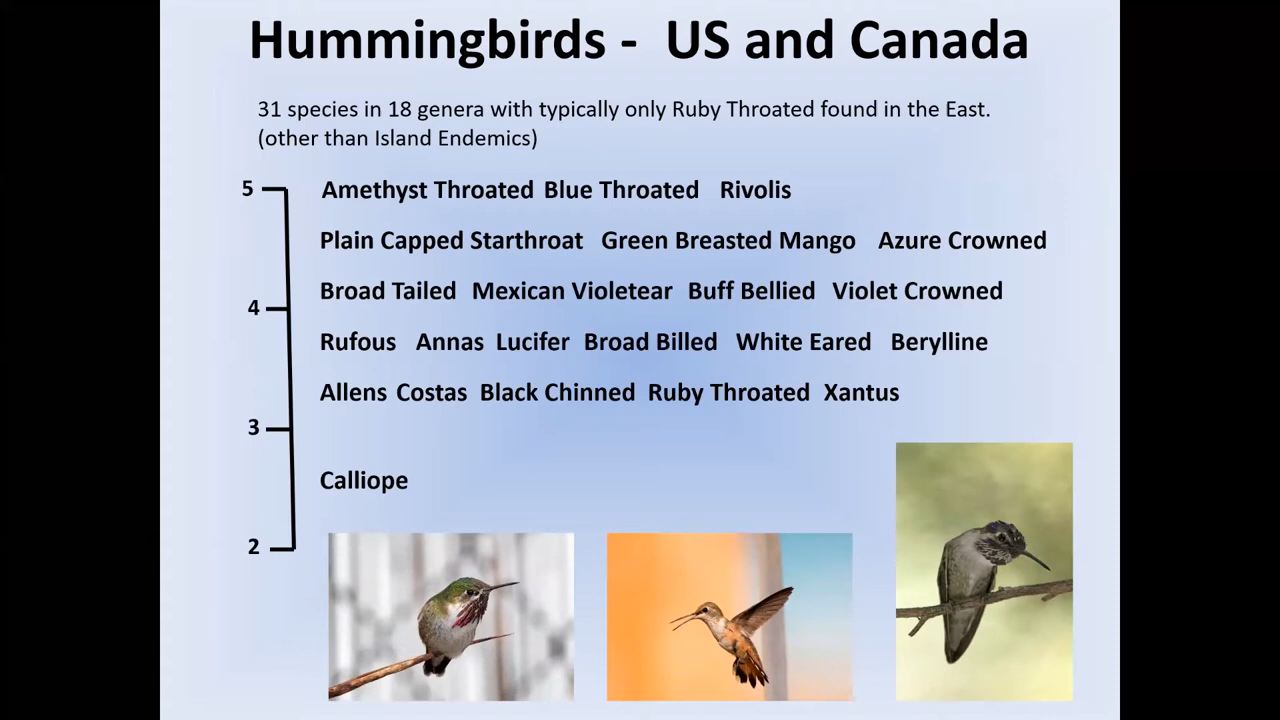 Hummingbirds - US and Canada
31 species in 18 genera with typically only Ruby Throated found in the East.
(other than Island Endemics)
5 Amethyst Throated Blue Throated Rivolis
Plain Capped Starthroat Green Breasted Mango Azure Crowned
Broad Tailed Mexican Violetear Buff Bellied Violet Crowned
4
Rufous Annas Lucifer Broad Billed White Eared Berylline
Allens Costas Black Chinned Ruby Throated Xantus
3
Calliope
2